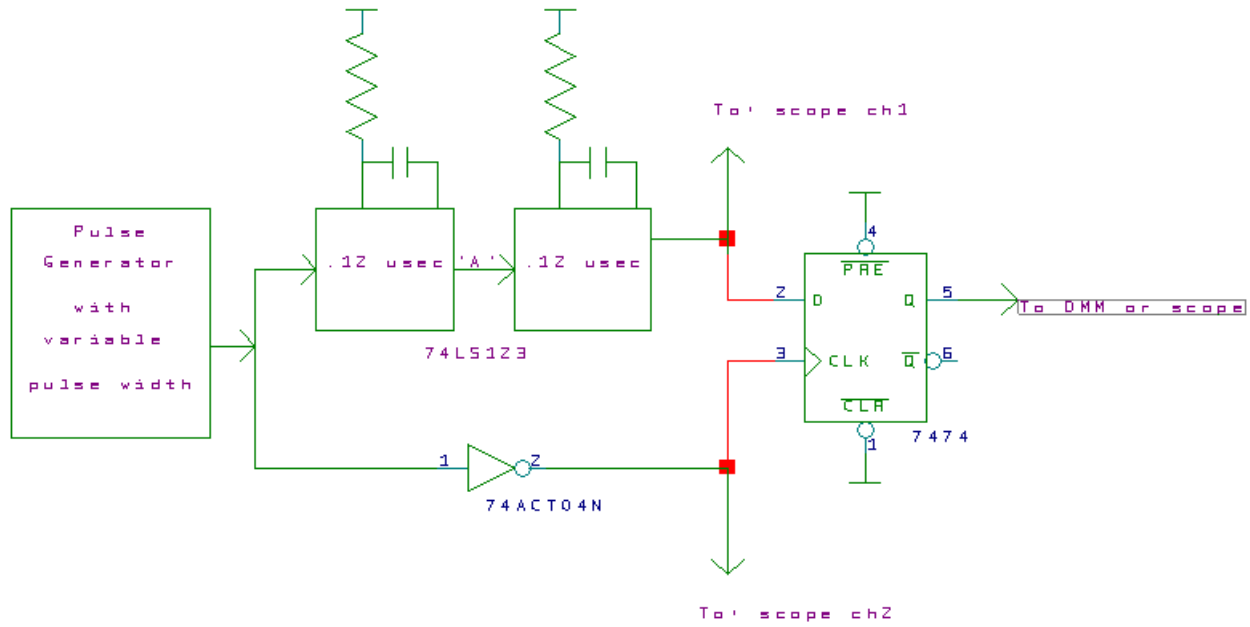 To' scope ch1
Pulse
Generator
with
variable
pulse width
.12 usec
'A'
.12 usec
74LS123
4
PRE
2
D
Q
5
To DMM or scope
3
CLK
Q
6
CLR
1
7474
1
2
74ACT04N
To' scope ch2